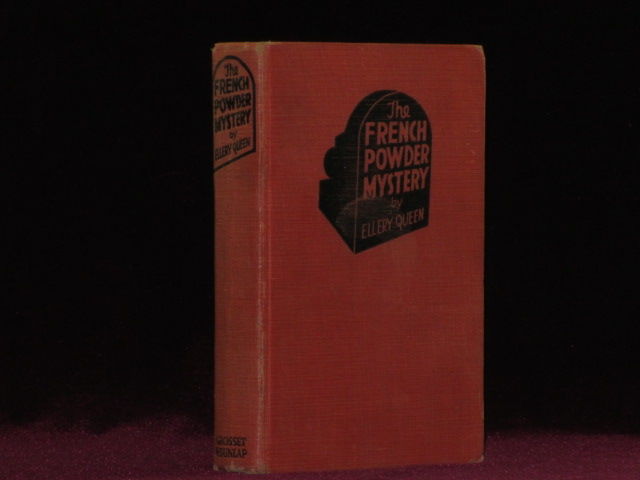 The
FRENCH
POWDER
MYSTERY
by
ELLERY QUEEN
GROSSET
& DUNLAP
The
FRENCH
POWDER
MYSTERY
by
ELLERY QUEEN